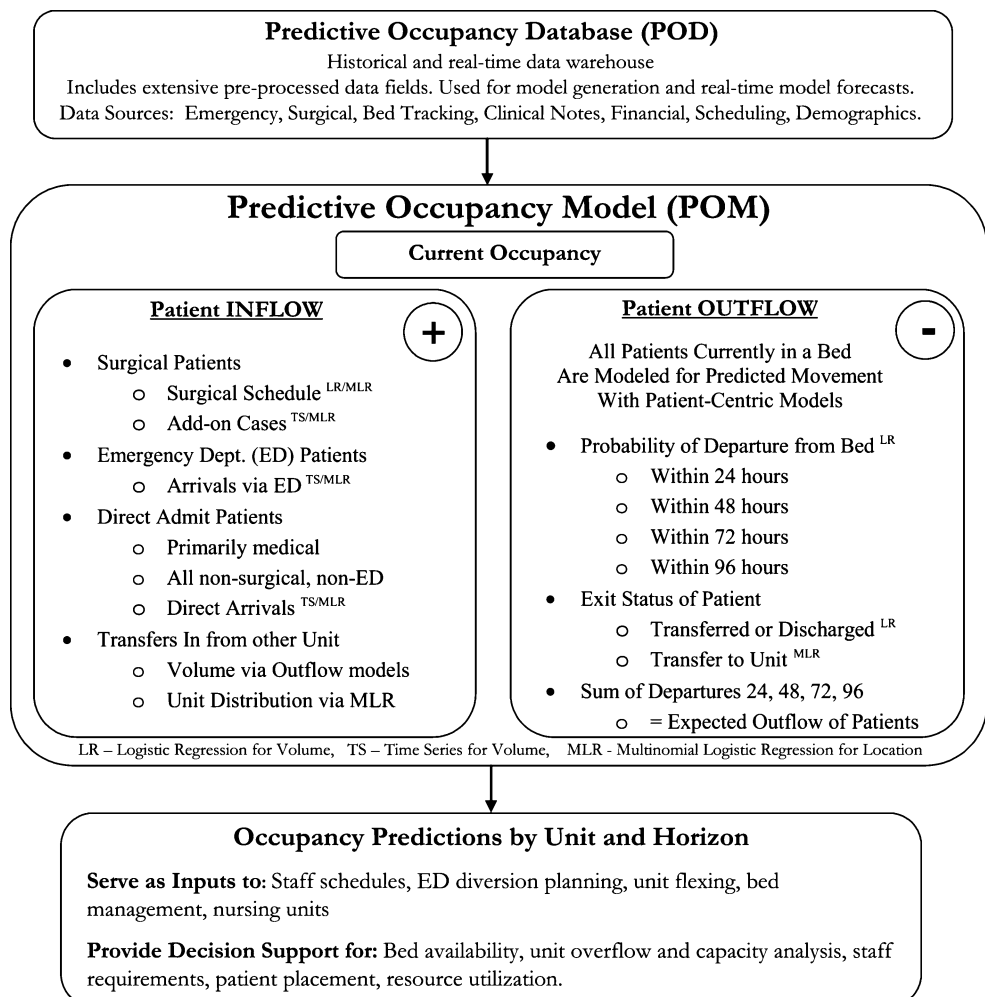 Predictive Occupancy Database (POD)
Historical and real-time data warehouse
Includes extensive pre-processed data fields. Used for model generation and real-time model forecasts.
Data Sources: Emergency, Surgical, Bed Tracking, Clinical Notes, Financial, Scheduling, Demographics.
Predictive Occupancy Model (POM)
Current Occupancy
Patient INFLOW
+
• Surgical Patients
o Surgical Schedule LR/MLR
o Add-on Cases TS/MLR
• Emergency Dept. (ED) Patients
o Arrivals via ED TS/MLR
• Direct Admit Patients
o Primarily medical
o All non-surgical, non-ED
o Direct Arrivals TS/MLR
• Transfers In from other Unit
o Volume via Outflow models
o Unit Distribution via MLR
Patient OUTFLOW
-
All Patients Currently in a Bed
Are Modeled for Predicted Movement
With Patient-Centric Models
• Probability of Departure from Bed LR
o Within 24 hours
o Within 48 hours
o Within 72 hours
o Within 96 hours
• Exit Status of Patient
o Transferred or Discharged LR
o Transfer to Unit MLR
• Sum of Departures 24, 48, 72, 96
o = Expected Outflow of Patients
LR – Logistic Regression for Volume, TS – Time Series for Volume, MLR - Multinomial Logistic Regression for Location
Occupancy Predictions by Unit and Horizon
Serve as Inputs to: Staff schedules, ED diversion planning, unit flexing, bed
management, nursing units
Provide Decision Support for: Bed availability, unit overflow and capacity analysis, staff
requirements, patient placement, resource utilization.